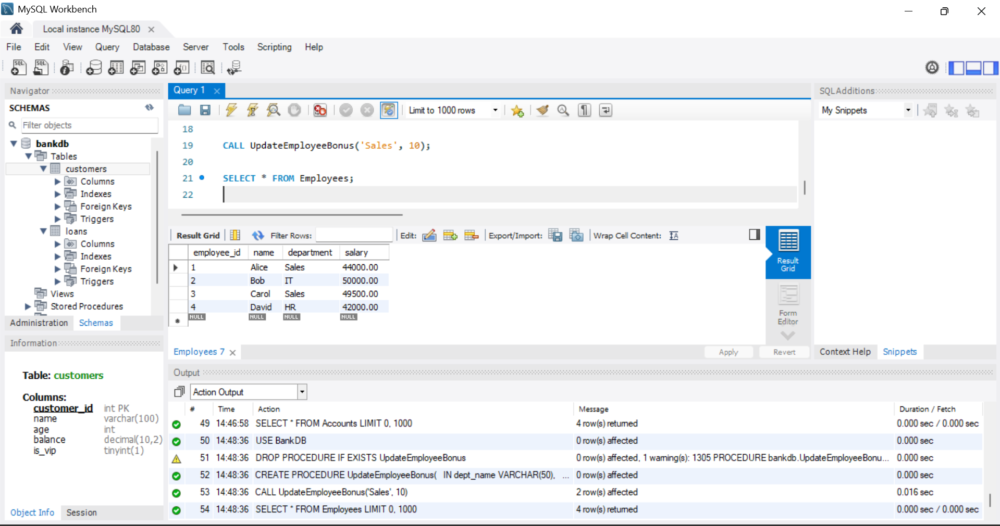 MySQL Workbench
Local instance MySQL80
File Edit View Query Database Server Tools Scripting Help
Navigator
SCHEMAS
Filter objects
bankdb
Tables
customers
Columns
Indexes
Foreign Keys
Triggers
loans
Columns
Indexes
Foreign Keys
Triggers
Views
Stored Procedures
Administration Schemas
Information
Table: customers
Columns:
customer_id int PK
name varchar(100)
age int
balance decimal(10,2)
is_vip tinyint(1)
Object Info Session
Query 1
Limit to 1000 rows
18
19 CALL UpdateEmployeeBonus('Sales', 10);
20
21 SELECT * FROM Employees;
22
Result Grid Filter Rows: Edit: Export/Import: Wrap Cell Content:
employee_id name department salary
1 Alice Sales 44000.00
2 Bob IT 50000.00
3 Carol Sales 49500.00
4 David HR 42000.00
NULL NULL NULL NULL
Result
Grid
Form
Editor
Employees 7
Apply Revert
SQLAdditions
My Snippets
Context Help Snippets
Output
Action Output
# Time Action Message Duration / Fetch
49 14:46:58 SELECT * FROM Accounts LIMIT 0, 1000 4 row(s) returned 0.000 sec / 0.000 sec
50 14:48:36 USE BankDB 0 row(s) affected 0.000 sec
51 14:48:36 DROP PROCEDURE IF EXISTS UpdateEmployeeBonus 0 row(s) affected, 1 warning(s): 1305 PROCEDURE bankdb.UpdateEmployeeBonu... 0.000 sec
52 14:48:36 CREATE PROCEDURE UpdateEmployeeBonus( IN dept_name VARCHAR(50), ... 0 row(s) affected 0.000 sec
53 14:48:36 CALL UpdateEmployeeBonus('Sales', 10) 2 row(s) affected 0.016 sec
54 14:48:36 SELECT * FROM Employees LIMIT 0, 1000 4 row(s) returned 0.000 sec / 0.000 sec